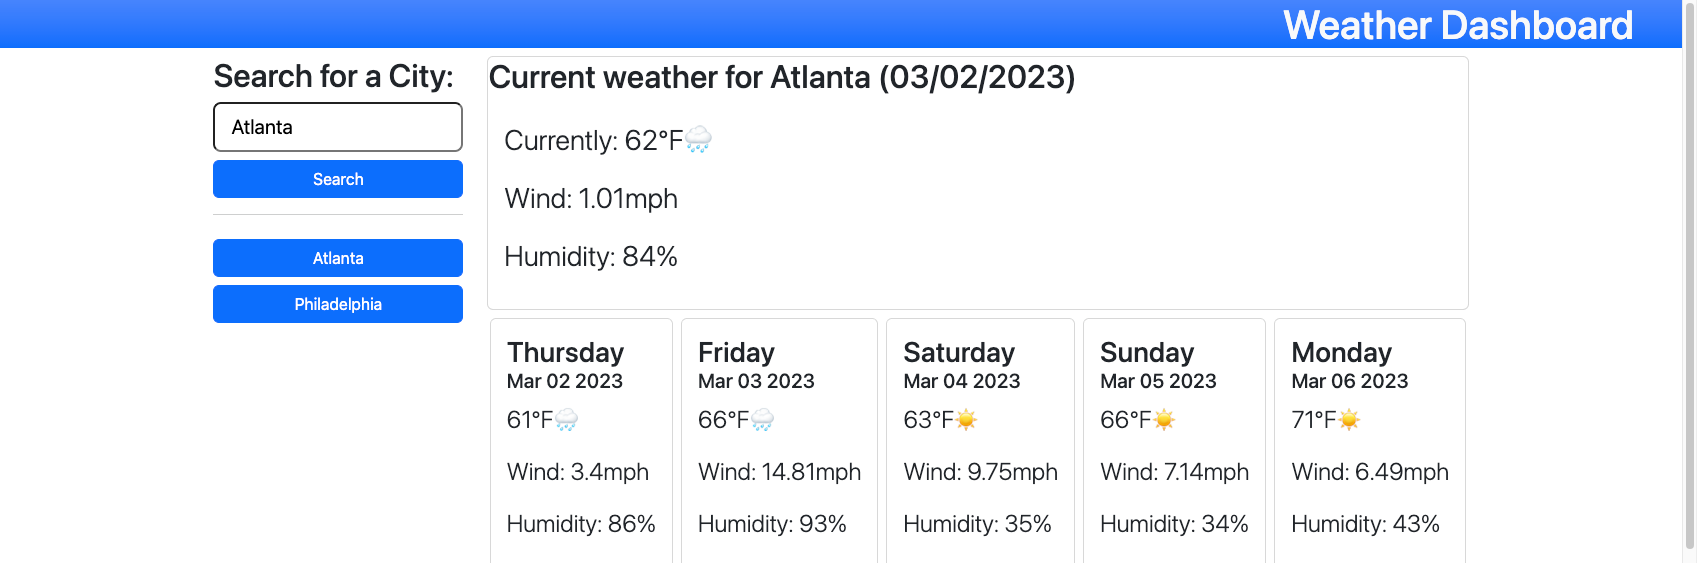 Weather Dashboard
Search for a City:
Atlanta
Search
Atlanta
Philadelphia
Current weather for Atlanta (03/02/2023)
Currently: 62°F🌧️
Wind: 1.01mph
Humidity: 84%
Thursday
Mar 02 2023
61°F🌧️
Wind: 3.4mph
Humidity: 86%
Friday
Mar 03 2023
66°F🌧️
Wind: 14.81mph
Humidity: 93%
Saturday
Mar 04 2023
63°F☀️
Wind: 9.75mph
Humidity: 35%
Sunday
Mar 05 2023
66°F☀️
Wind: 7.14mph
Humidity: 34%
Monday
Mar 06 2023
71°F☀️
Wind: 6.49mph
Humidity: 43%